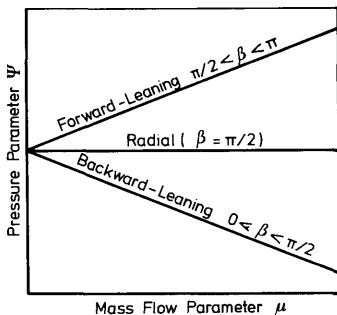 Pressure Parameter Ψ
Forward-Leaning π/2 < β < π
Radial ( β = π/2)
Backward-Leaning 0 < β < π/2
Mass Flow Parameter μ